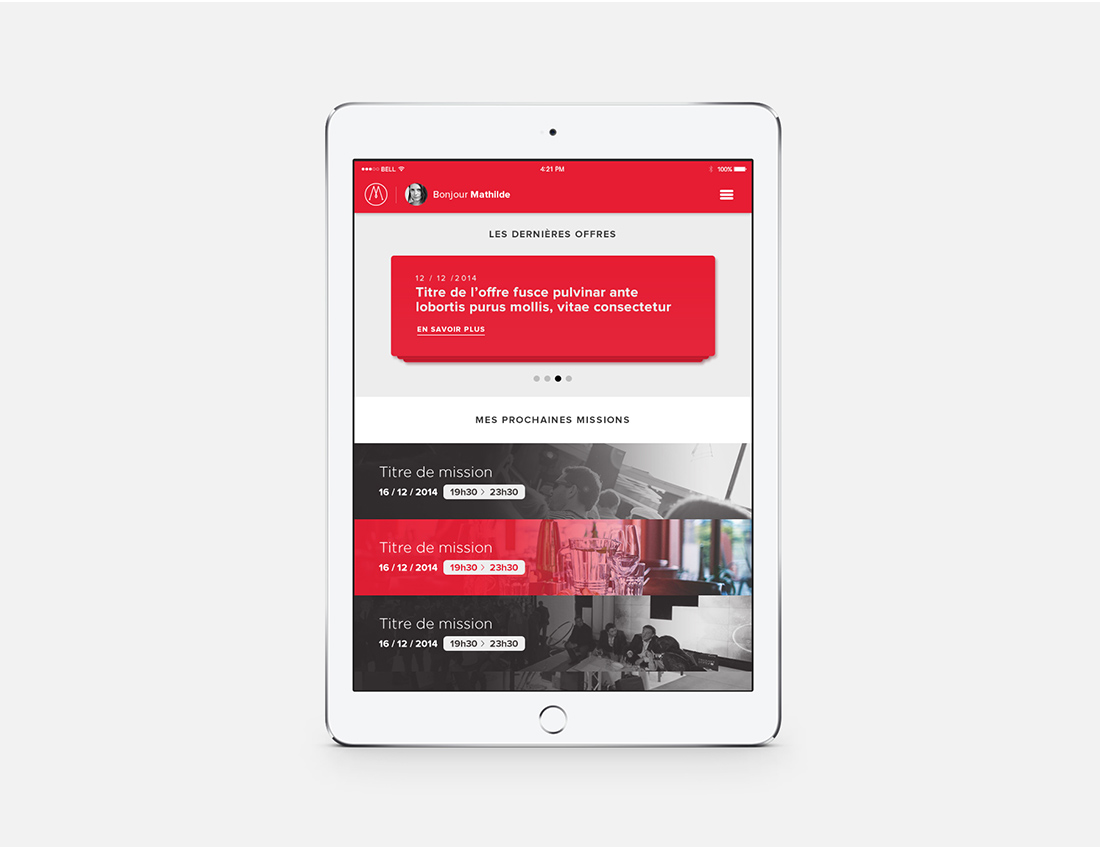 BELL
4:21 PM
100%
Bonjour Mathilde
LES DERNIÈRES OFFRES
12 / 12 /2014
Titre de l'offre fusce pulvinar ante
lobortis purus mollis, vitae consectetur
EN SAVOIR PLUS
MES PROCHAINES MISSIONS
Titre de mission
16 / 12 / 2014 19h30 > 23h30
Titre de mission
16 / 12 / 2014 19h30 > 23h30
Titre de mission
16 / 12 / 2014 19h30 > 23h30